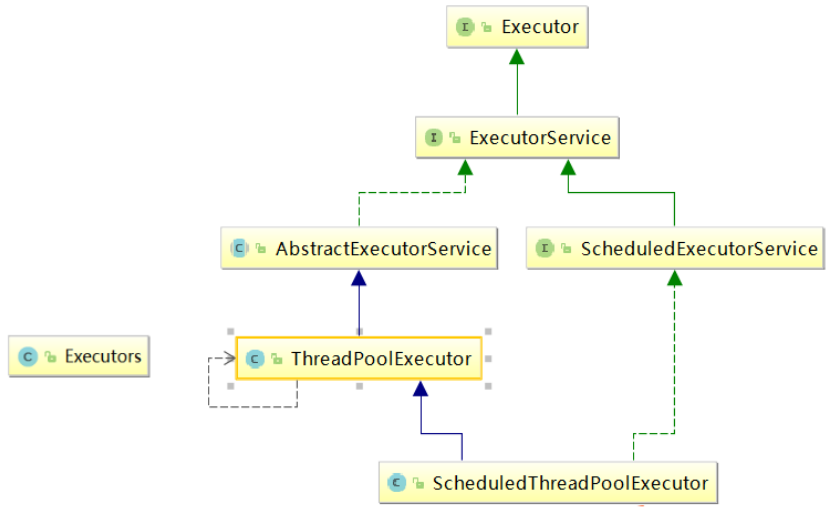 I Executor
I ExecutorService
C AbstractExecutorService
I ScheduledExecutorService
C Executors
C ThreadPoolExecutor
C ScheduledThreadPoolExecutor